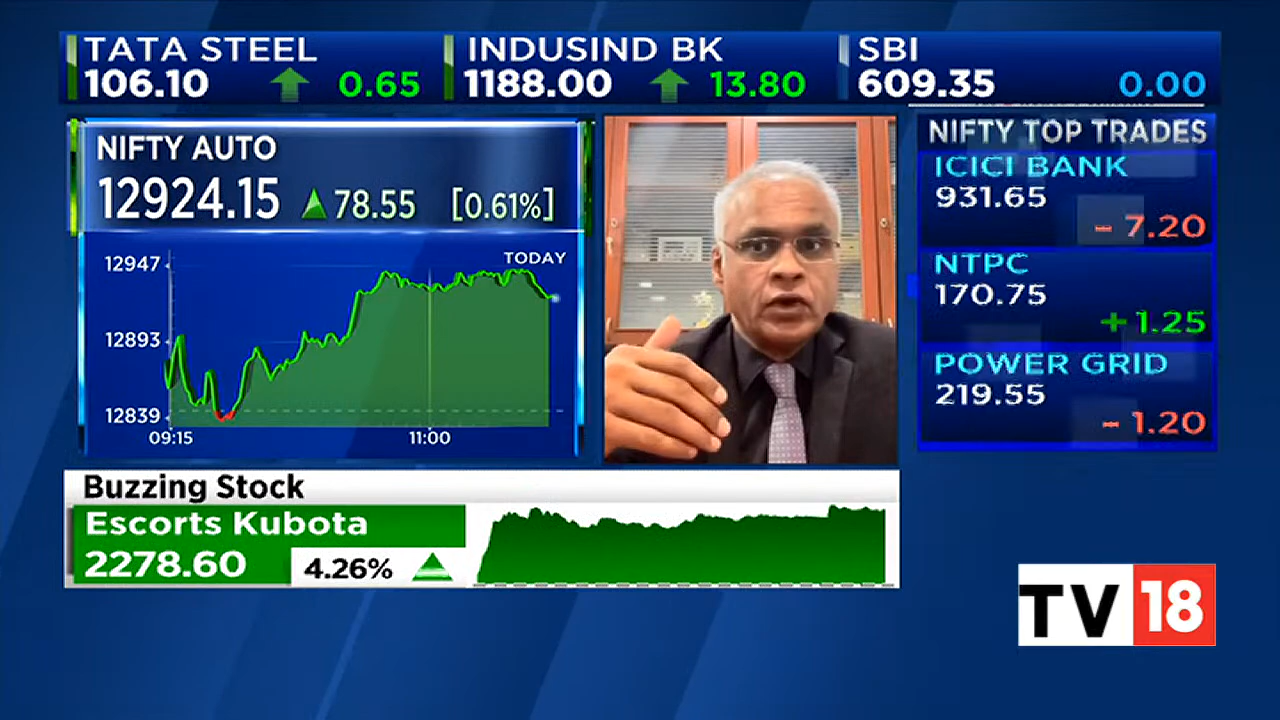 TATA STEEL
106.10 0.65
INDUSIND BK
1188.00 13.80
SBI
609.35 0.00
NIFTY AUTO
12924.15 78.55 [0.61%]
TODAY
12947
12893
12839
09:15 11:00
NIFTY TOP TRADES
ICICI BANK
931.65
- 7.20
NTPC
170.75
+1.25
POWER GRID
219.55
- 1.20
Buzzing Stock
Escorts Kubota
2278.60 4.26%
TV18